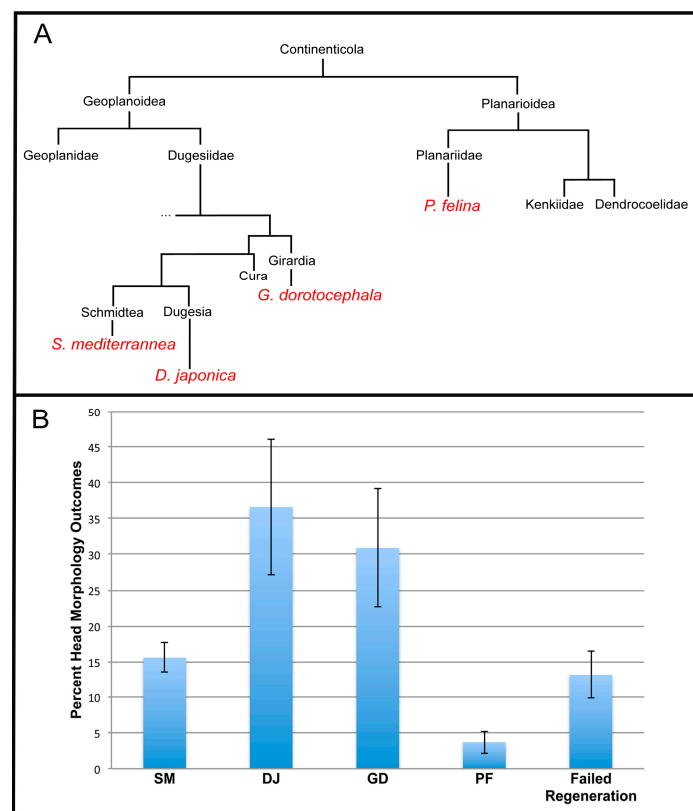 A
Continenticola
Geoplanoidea
Planarioidea
Geoplanidae
Dugesiidae
Planariidae
...
P. felina
Kenkiidae
Dendrocoelidae
Girardia
Cura
G. dorotocephala
Schmidtea
Dugesia
S. mediterrannea
D. japonica
B
Percent Head Morphology Outcomes
50
45
40
35
30
25
20
15
10
5
0
SM
DJ
GD
PF
Failed
Regeneration